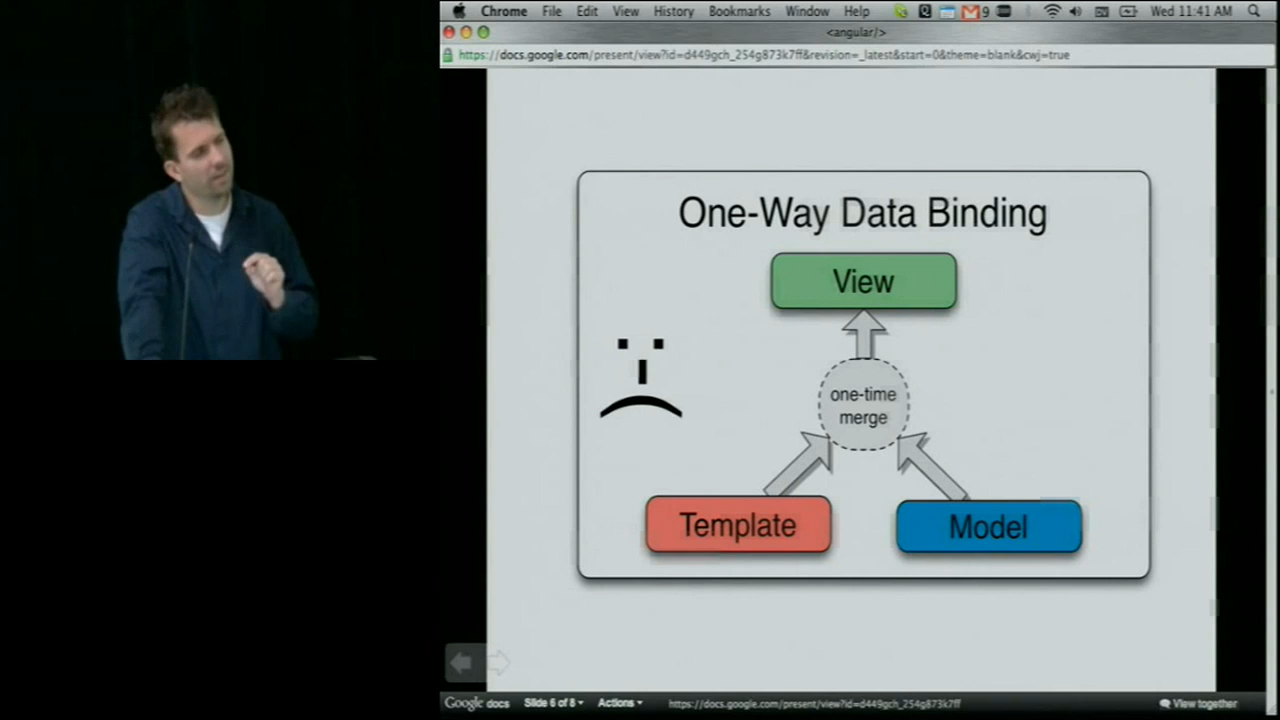 Chrome File Edit View History Bookmarks Window Help 9 Wed 11:41 AM
<angular/>
https://docs.google.com/present/view?id=d449gch_254g873k7ff&revision=_latest&start=0&theme=blank&cwj=true
One-Way Data Binding
View
one-time
merge
Template
Model
Google docs Slide 6 of 8 Actions https://docs.google.com/present/view?id=d449gch_254g873k7ff View together